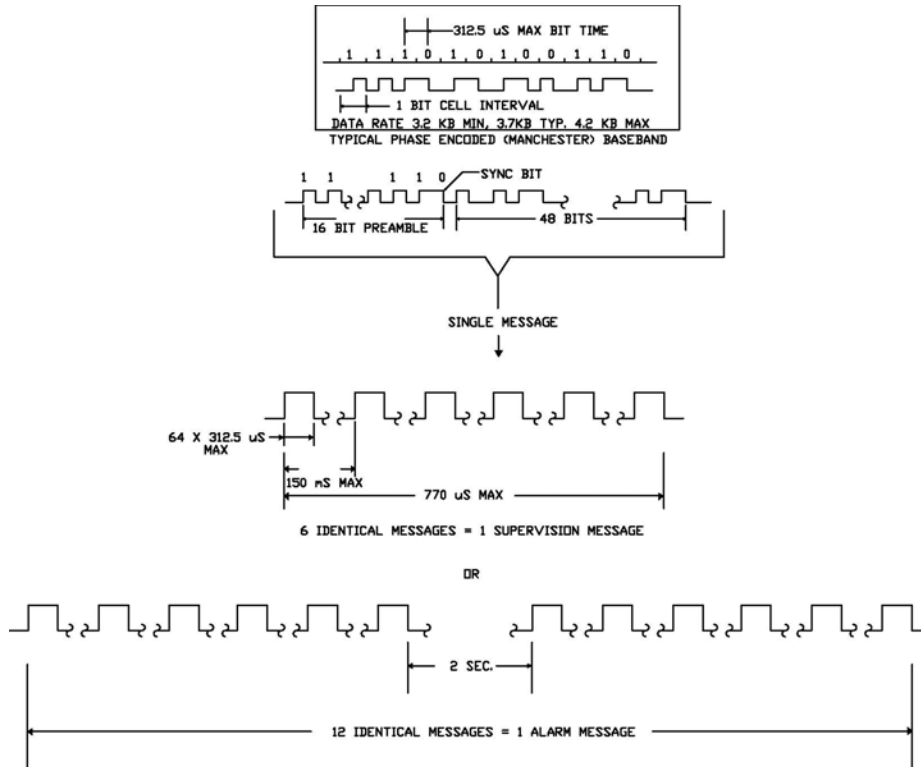 312.5 uS MAX BIT TIME
1 1 1 0 1 0 1 0 0 1 1 0
1 BIT CELL INTERVAL
DATA RATE 3.2 KB MIN, 3.7KB TYP. 4.2 KB MAX
TYPICAL PHASE ENCODED (MANCHESTER) BASEBAND
1 1 1 1 0 SYNC BIT
16 BIT PREAMBLE 48 BITS
SINGLE MESSAGE
64 X 312.5 uS
MAX
150 mS MAX
770 uS MAX
6 IDENTICAL MESSAGES = 1 SUPERVISION MESSAGE
OR
2 SEC.
12 IDENTICAL MESSAGES = 1 ALARM MESSAGE